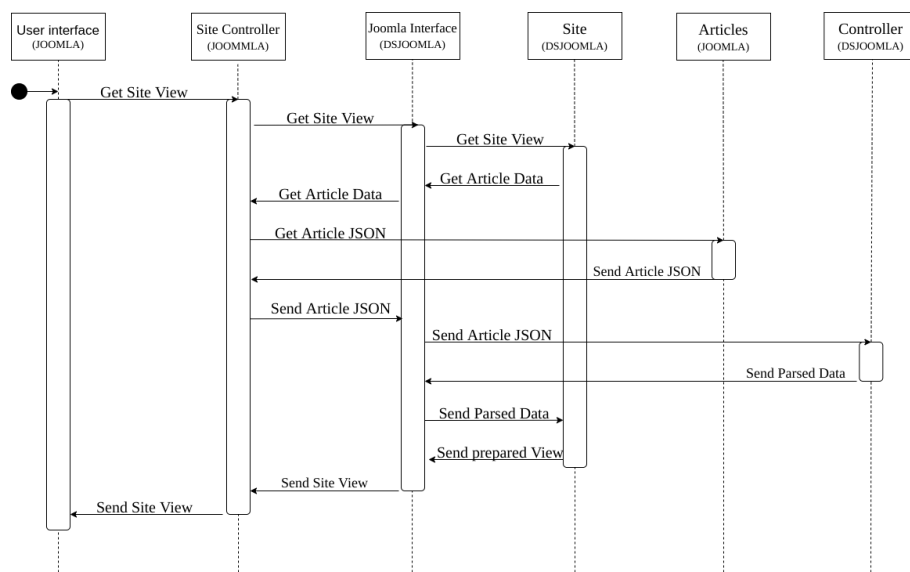 User interface
(JOOMLA)
Site Controller
(JOOMMLA)
Joomla Interface
(DSJOOMLA)
Site
(DSJOOMLA)
Articles
(JOOMLA)
Controller
(DSJOOMLA)
Get Site View
Get Site View
Get Site View
Get Article Data
Get Article Data
Get Article JSON
Send Article JSON
Send Article JSON
Send Article JSON
Send Parsed Data
Send Parsed Data
Send prepared View
Send Site View
Send Site View